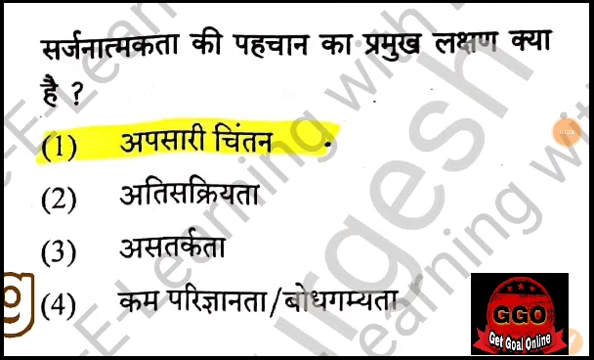 सर्जनात्मकता की पहचान का प्रमुख लक्षण क्या
है ?
(1) अपसारी चिंतन
(2) अतिसक्रियता
(3) असतर्कता
(4) कम परिज्ञानता/बोधगम्यता
GGO
Get Goal Online